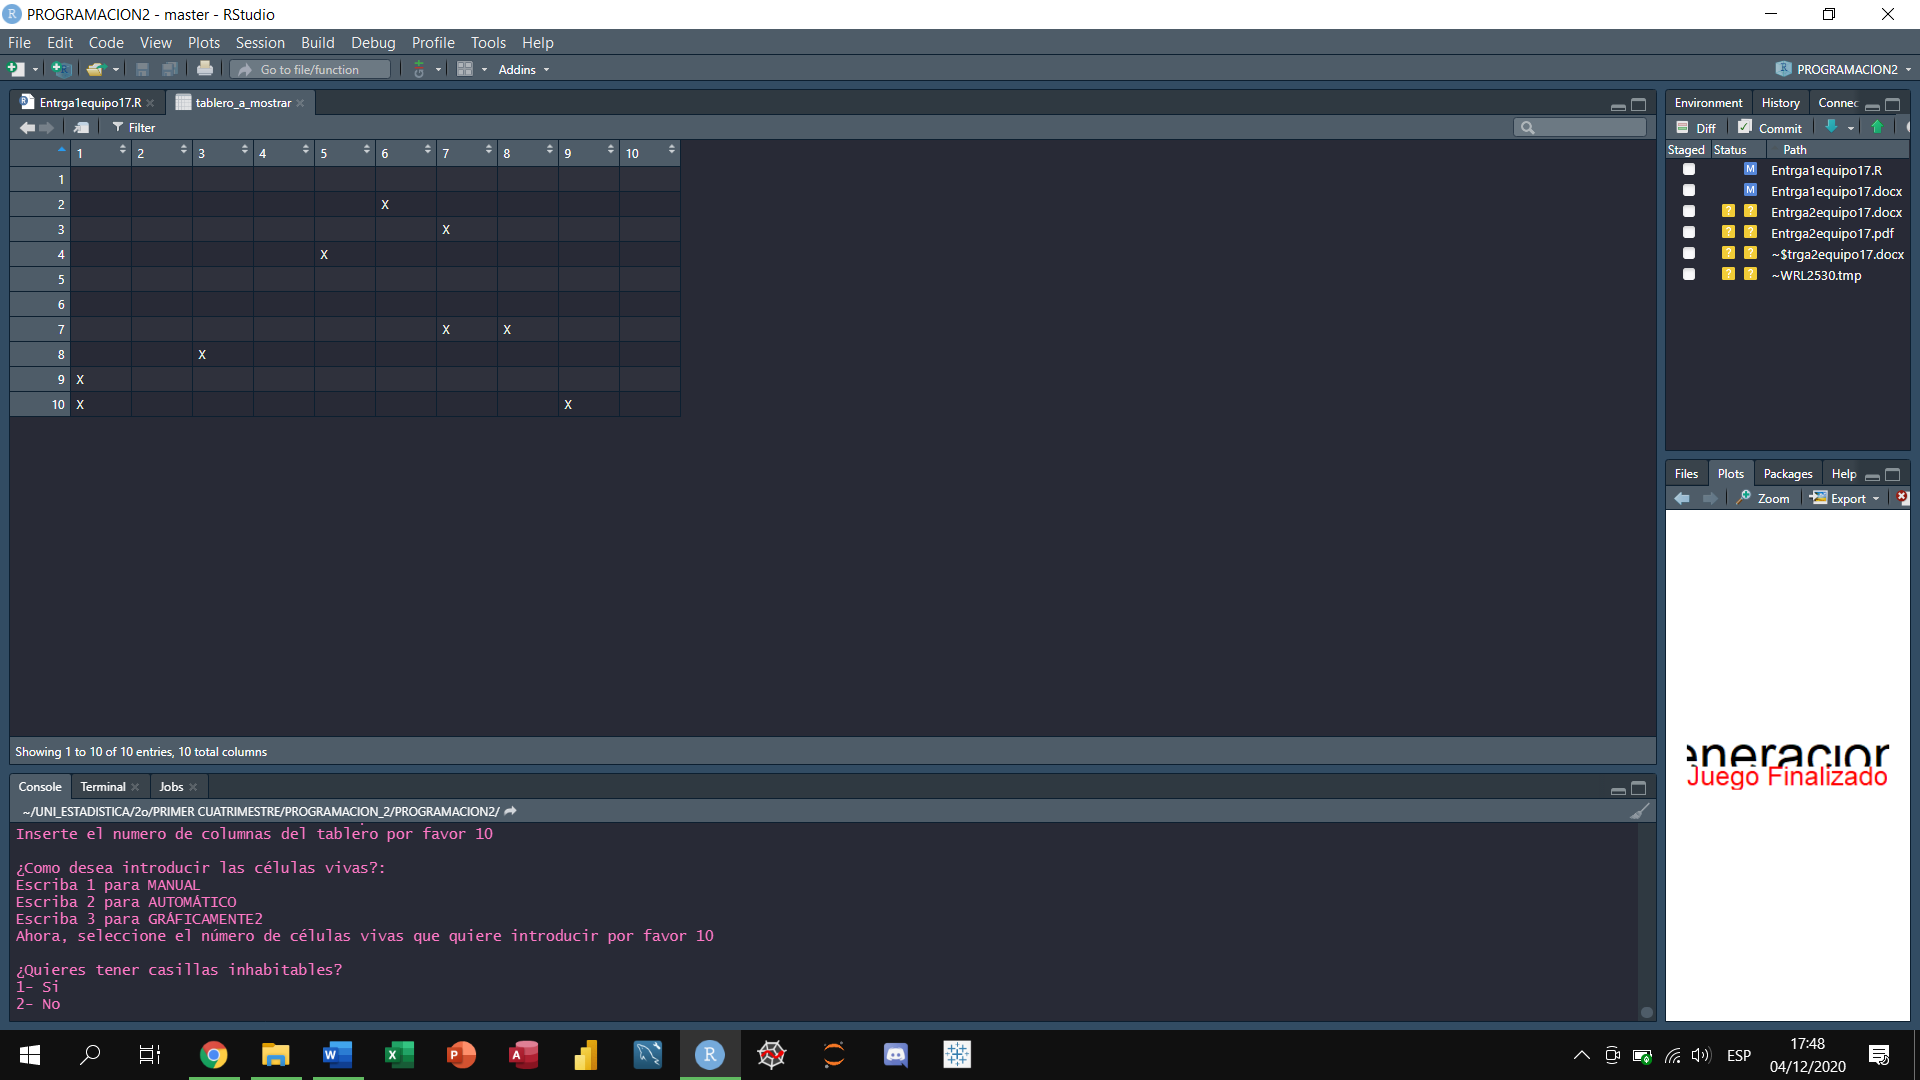 PROGRAMACION2 - master - RStudio
File Edit Code View Plots Session Build Debug Profile Tools Help
Go to file/function Addins PROGRAMACION2
Entrga1equipo17.R tablero_a_mostrar
Filter
1 2 3 4 5 6 7 8 9 10
1
2 X
3 X
4 X
5
6
7 X X
8 X
9 X
10 X X
Showing 1 to 10 of 10 entries, 10 total columns
Console Terminal Jobs
~/UNI_ESTADISTICA/2o/PRIMER CUATRIMESTRE/PROGRAMACION_2/PROGRAMACION2/
Inserte el numero de columnas del tablero por favor 10
¿Como desea introducir las células vivas?:
Escriba 1 para MANUAL
Escriba 2 para AUTOMÁTICO
Escriba 3 para GRÁFICAMENTE2
Ahora, seleccione el número de células vivas que quiere introducir por favor 10
¿Quieres tener casillas inhabitables?
1- Si
2- No
Environment History Connec
Diff Commit
Staged Status Path
M Entrga1equipo17.R
M Entrga1equipo17.docx
? ? Entrga2equipo17.docx
? ? Entrga2equipo17.pdf
? ? ~$trga2equipo17.docx
? ? ~WRL2530.tmp
Files Plots Packages Help
Zoom Export
eneracior
Juego Finalizado
ESP
17:48
04/12/2020